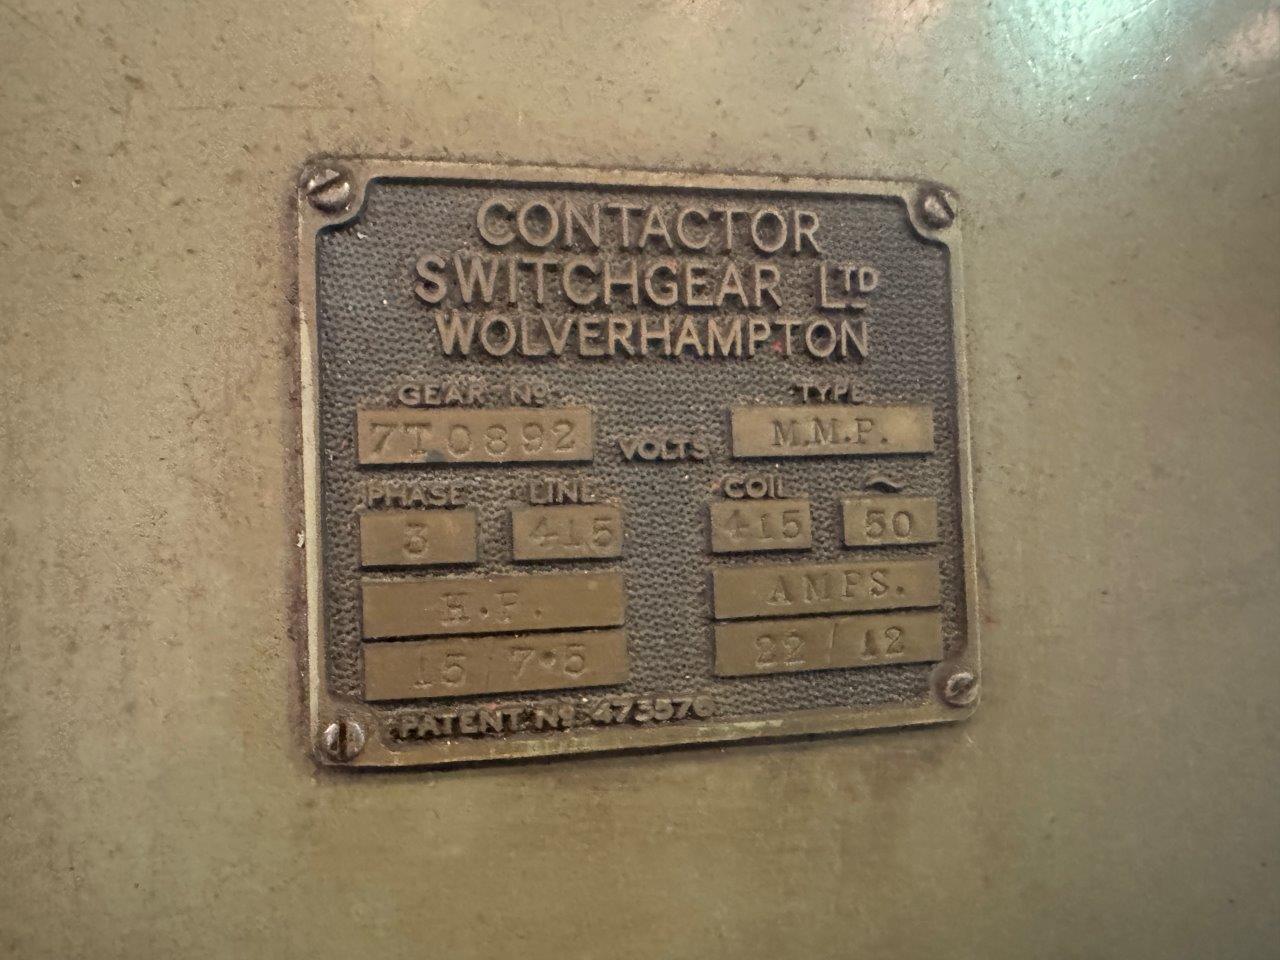 CONTACTOR
SWITCHGEAR LTD
WOLVERHAMPTON
GEAR No TYPE
7T0892 VOLTS M.M.P.
PHASE LINE COIL ~
3 415 415 50
H.P. AMPS.
15/7.5 22/12
PATENT No 473576